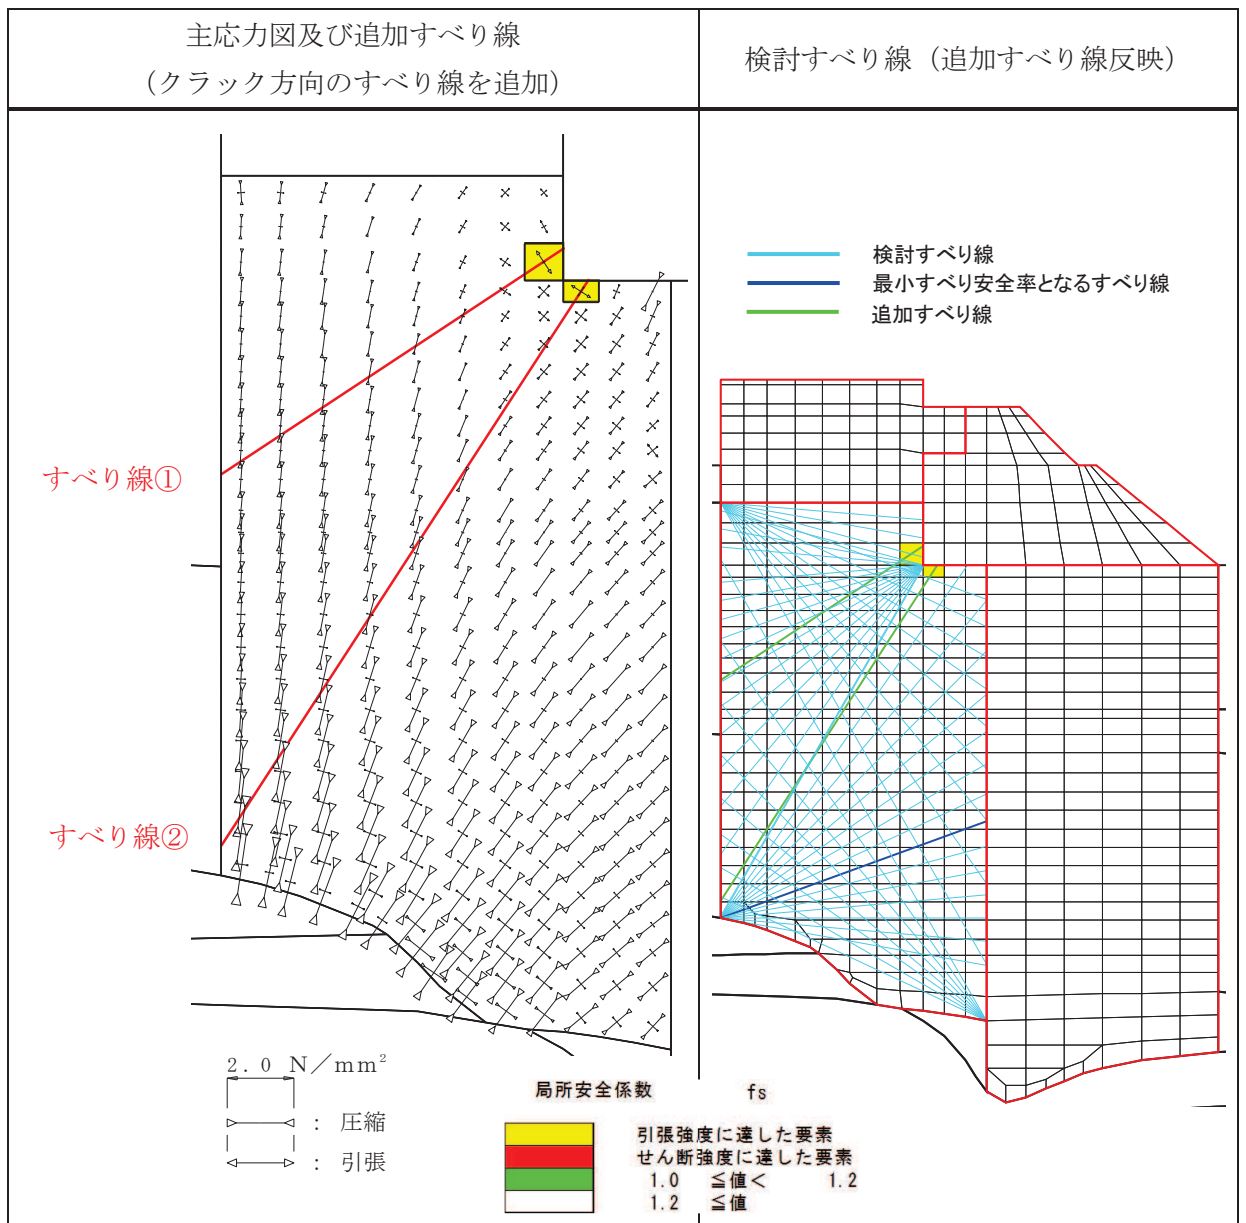 主応力図及び追加すべり線
（クラック方向のすべり線を追加）
検討すべり線（追加すべり線反映）
検討すべり線
最小すべり安全率となるすべり線
追加すべり線
すべり線①
すべり線②
2.0 N／mm²
： 圧縮
： 引張
局所安全係数 fs
引張強度に達した要素
せん断強度に達した要素
1.0 ≦値＜ 1.2
1.2 ≦値